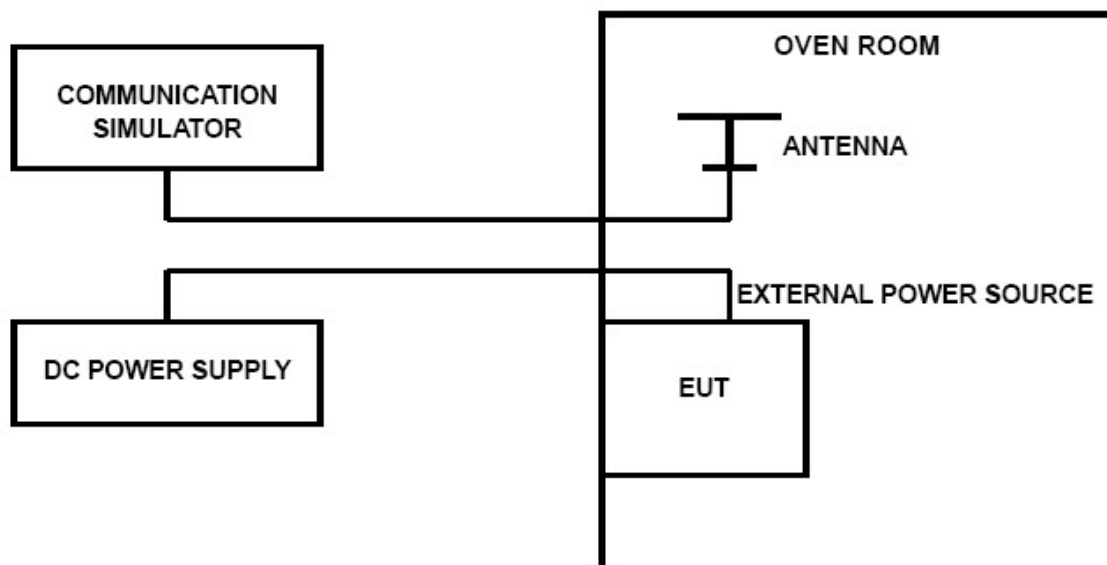 OVEN ROOM
COMMUNICATION
SIMULATOR
ANTENNA
EXTERNAL POWER SOURCE
DC POWER SUPPLY
EUT